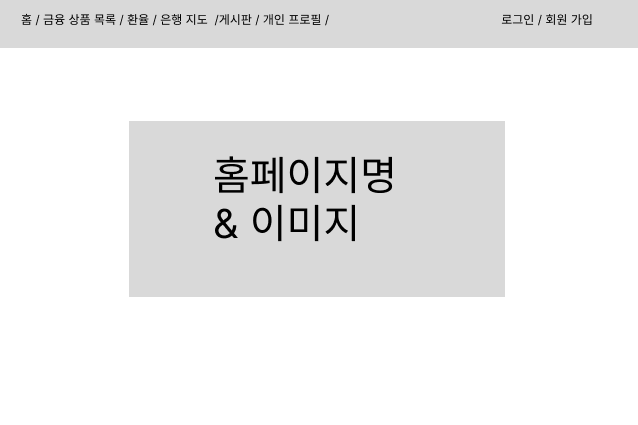 홈 / 금융 상품 목록 / 환율 / 은행 지도  /게시판 / 개인 프로필 /
로그인 / 회원 가입
홈페이지명
& 이미지